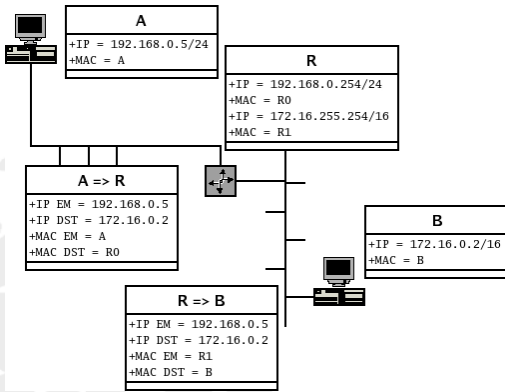 A
+IP = 192.168.0.5/24
+MAC = A
R
+IP = 192.168.0.254/24
+MAC = R0
+IP = 172.16.255.254/16
+MAC = R1
A => R
+IP EM = 192.168.0.5
+IP DST = 172.16.0.2
+MAC EM = A
+MAC DST = R0
B
+IP = 172.16.0.2/16
+MAC = B
R => B
+IP EM = 192.168.0.5
+IP DST = 172.16.0.2
+MAC EM = R1
+MAC DST = B